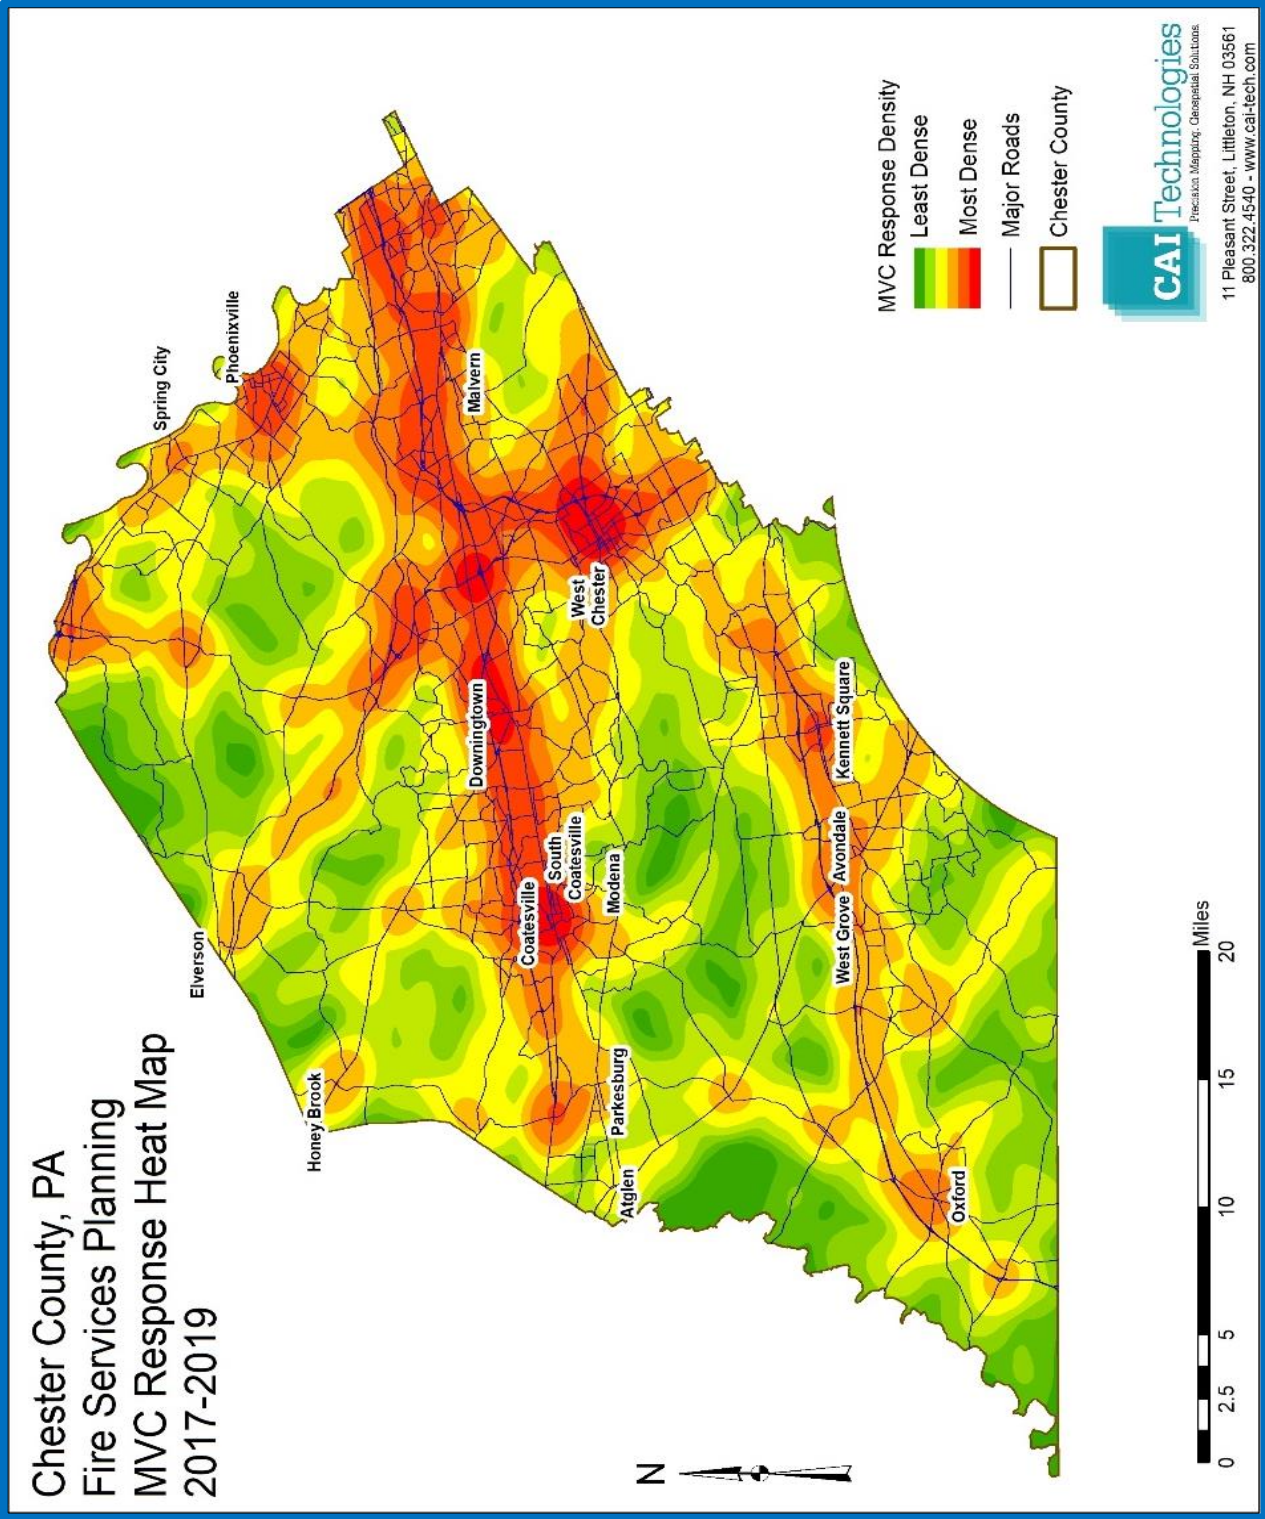 Chester County, PA
Fire Services Planning
MVC Response Heat Map
2017-2019
Spring City
Phoenixville
Elverson
Honey Brook
Malvern
Downingtown
West
Chester
Coatesville
South
Coatesville
Modena
Parkesburg
Atglen
Kennett Square
Avondale
West Grove
Oxford
N
0 2.5 5 10 15 20
Miles
MVC Response Density
Least Dense
Most Dense
Major Roads
Chester County
CAI Technologies
Precision Mapping. Geospatial Solutions.
11 Pleasant Street, Littleton, NH 03561
800.322.4540 - www.cai-tech.com